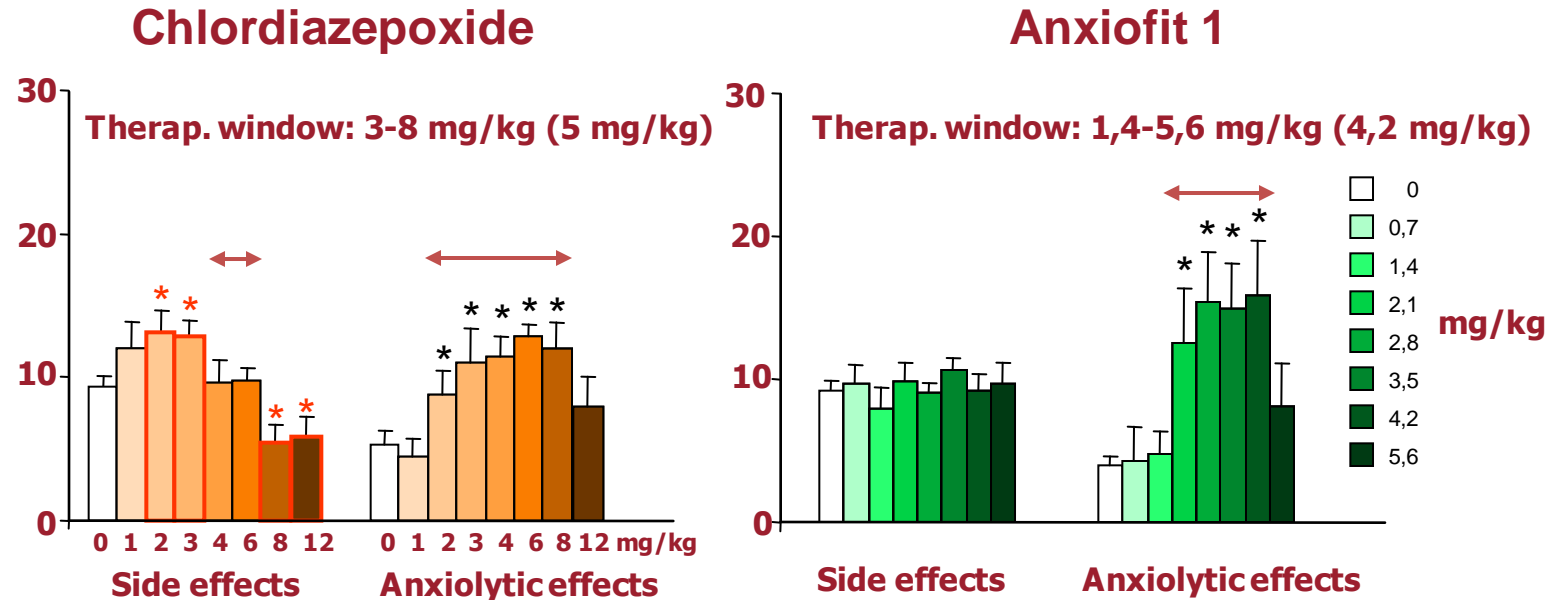 Chlordiazepoxide
30
Therap. window: 3-8 mg/kg (5 mg/kg)
20
* * * * * * * * *
10
0
0 1 2 3 4 6 8 12
0 1 2 3 4 6 8 12 mg/kg
Side effects
Anxiolytic effects
Anxiofit 1
30
Therap. window: 1,4-5,6 mg/kg (4,2 mg/kg)
20
* * * *
10
0
Side effects
Anxiolytic effects
0
0,7
1,4
2,1
2,8
3,5
4,2
5,6
mg/kg